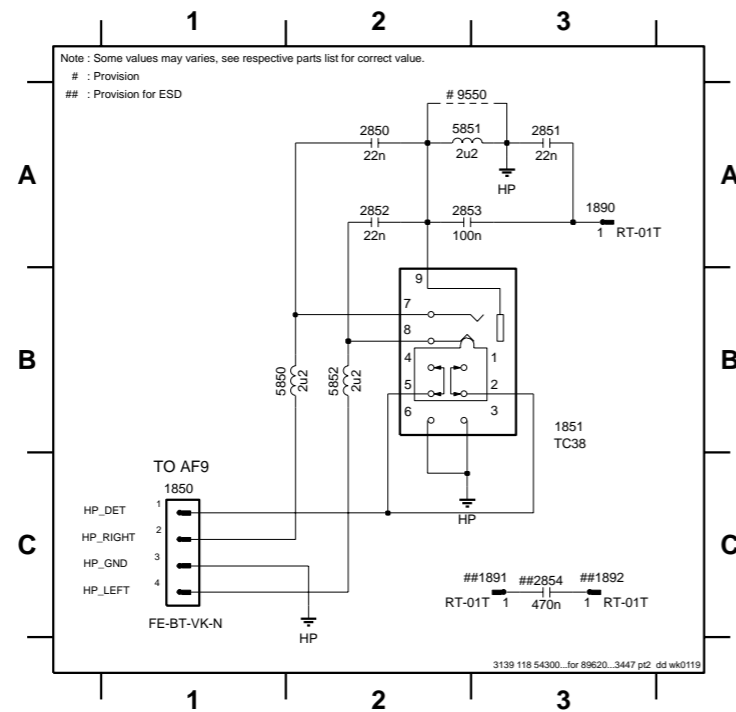 1 2 3
Note : Some values may varies, see respective parts list for correct value.
# : Provision
## : Provision for ESD
# 9550
2850 5851 2851
22n 2u2 22n
A A
HP
2852 2853 1890
22n 100n 1 RT-01T
9
7
8
4 1
B B
5850 2u2 5852 2u2
5 2
6 3
1851
TC38
TO AF9
1850
HP_DET 1
HP
HP_RIGHT 2
C C
HP_GND 3
##1891 ##2854 ##1892
HP_LEFT 4
RT-01T 1 470n 1 RT-01T
FE-BT-VK-N
HP
3139 118 54300...for 89620...3447 pt2 dd wk0119
1 2 3